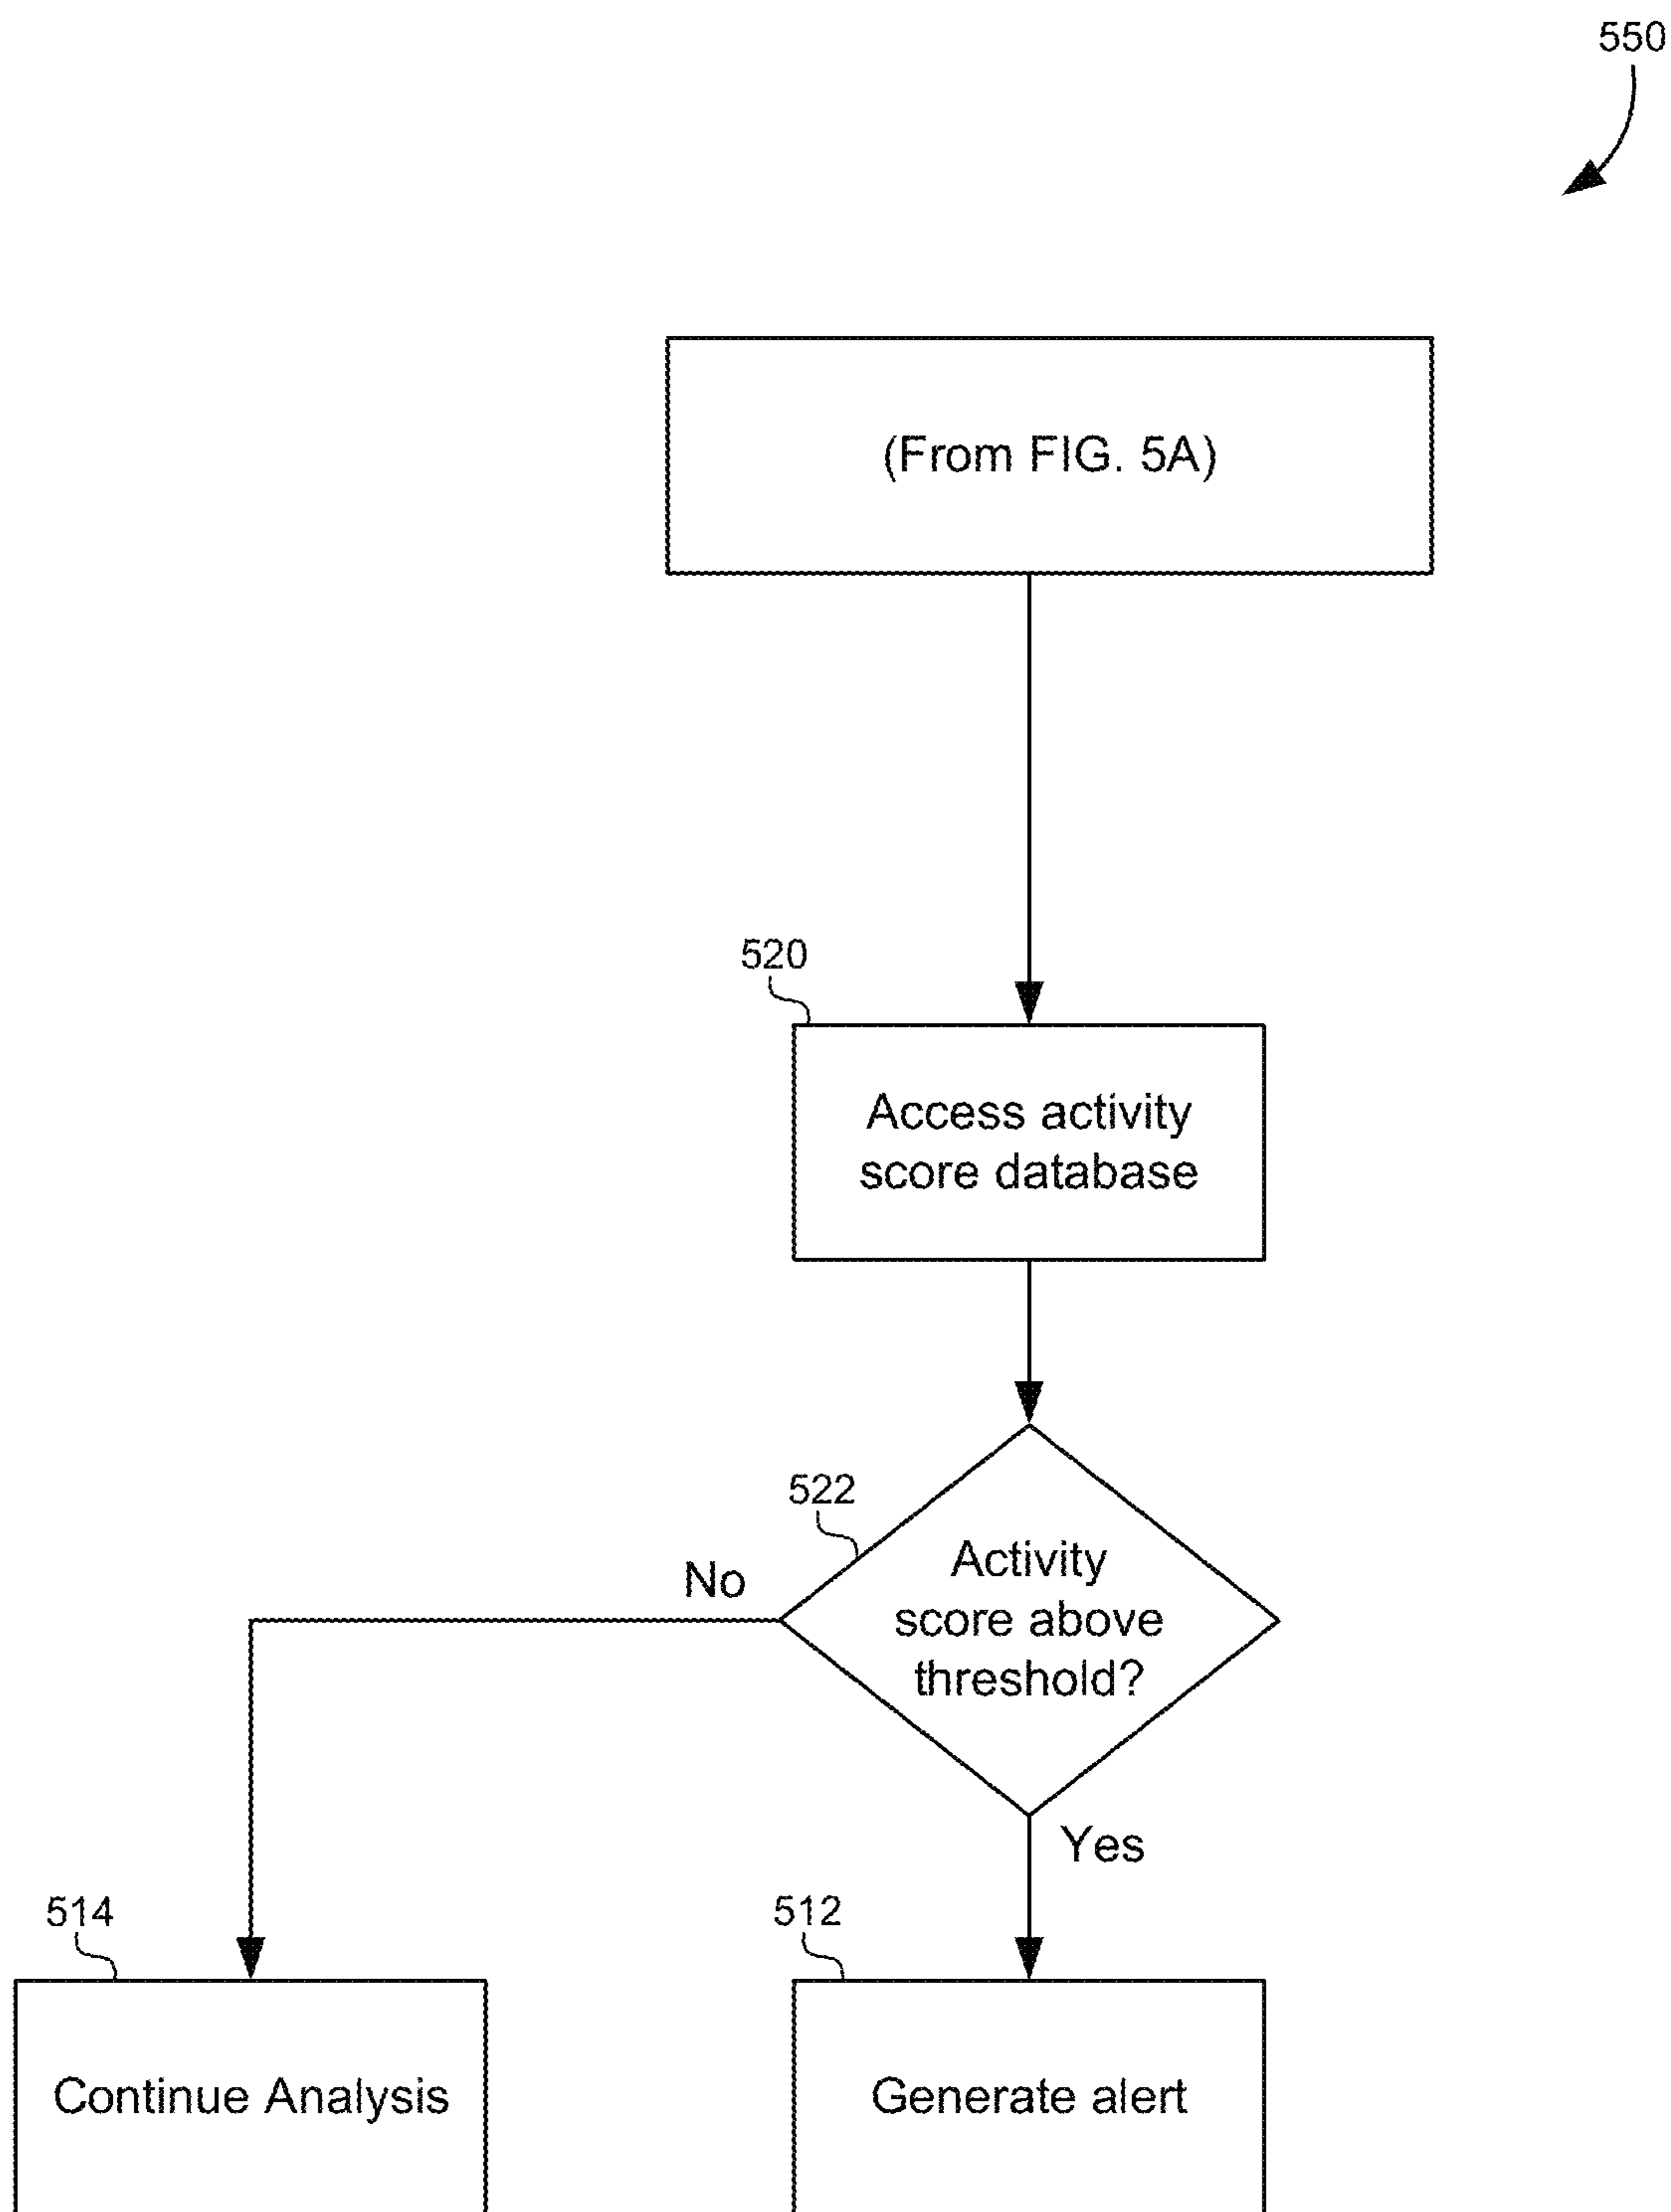 550
(From FIG. 5A)
520
Access activity
score database
522
Activity
score above
threshold?
No
Yes
514
512
Continue Analysis
Generate alert